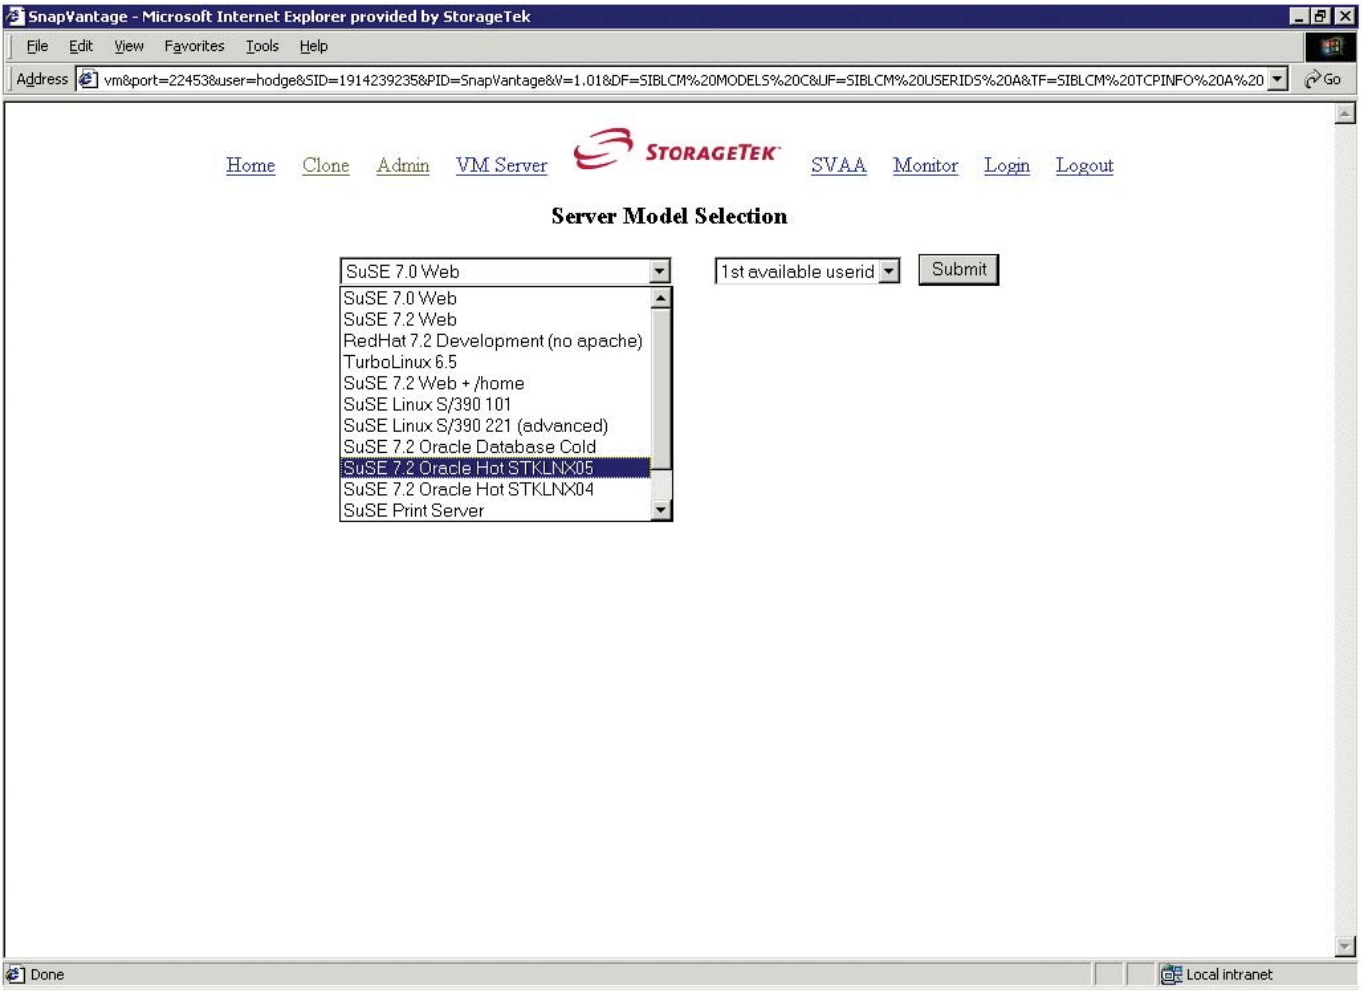 SnapVantage - Microsoft Internet Explorer provided by StorageTek
File Edit View Favorites Tools Help
Address vm&port=22453&user=hodge&SID=1914239235&PID=SnapVantage&V=1.01&DF=SIBLCM%20MODELS%20C&UF=SIBLCM%20USERIDS%20A&TF=SIBLCM%20TCPINFO%20A%20 Go
Home Clone Admin VM Server STORAGETEK SVAA Monitor Login Logout
Server Model Selection
SuSE 7.0 Web 1st available userid Submit
SuSE 7.0 Web
SuSE 7.2 Web
RedHat 7.2 Development (no apache)
TurboLinux 6.5
SuSE 7.2 Web + /home
SuSE Linux S/390 101
SuSE Linux S/390 221 (advanced)
SuSE 7.2 Oracle Database Cold
SuSE 7.2 Oracle Hot STKLNX05
SuSE 7.2 Oracle Hot STKLNX04
SuSE Print Server
Done Local intranet